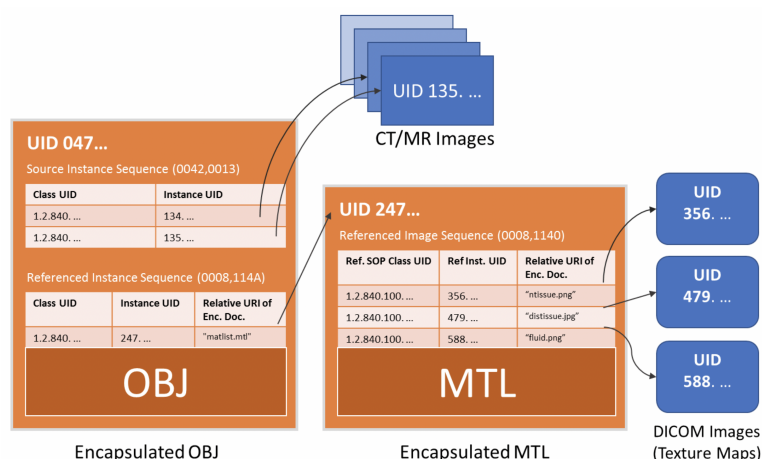 UID 135. ...
CT/MR Images
UID 047...
Source Instance Sequence (0042,0013)
Class UID Instance UID
1.2.840. ... 134. ...
1.2.840. ... 135. ...
Referenced Instance Sequence (0008,114A)
Class UID Instance UID Relative URI of
Enc. Doc.
1.2.840. ... 247. ... "matlist.mtl"
OBJ
Encapsulated OBJ
UID 247...
Referenced Image Sequence (0008,1140)
Ref. SOP Class UID Ref Inst. UID Relative URI of
Enc. Doc.
1.2.840.100. ... 356. ... "ntissue.png"
1.2.840.100. ... 479. ... "distissue.jpg"
1.2.840.100. ... 588. ... "fluid.png"
MTL
Encapsulated MTL
UID
356. ...
UID
479. ...
UID
588. ...
DICOM Images
(Texture Maps)